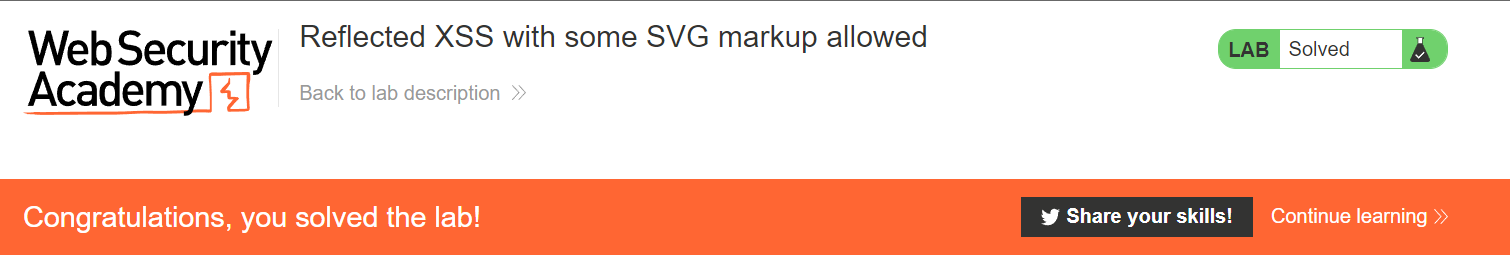 Web Security
Academy
Reflected XSS with some SVG markup allowed
Back to lab description
LAB Solved
Congratulations, you solved the lab!
Share your skills!
Continue learning